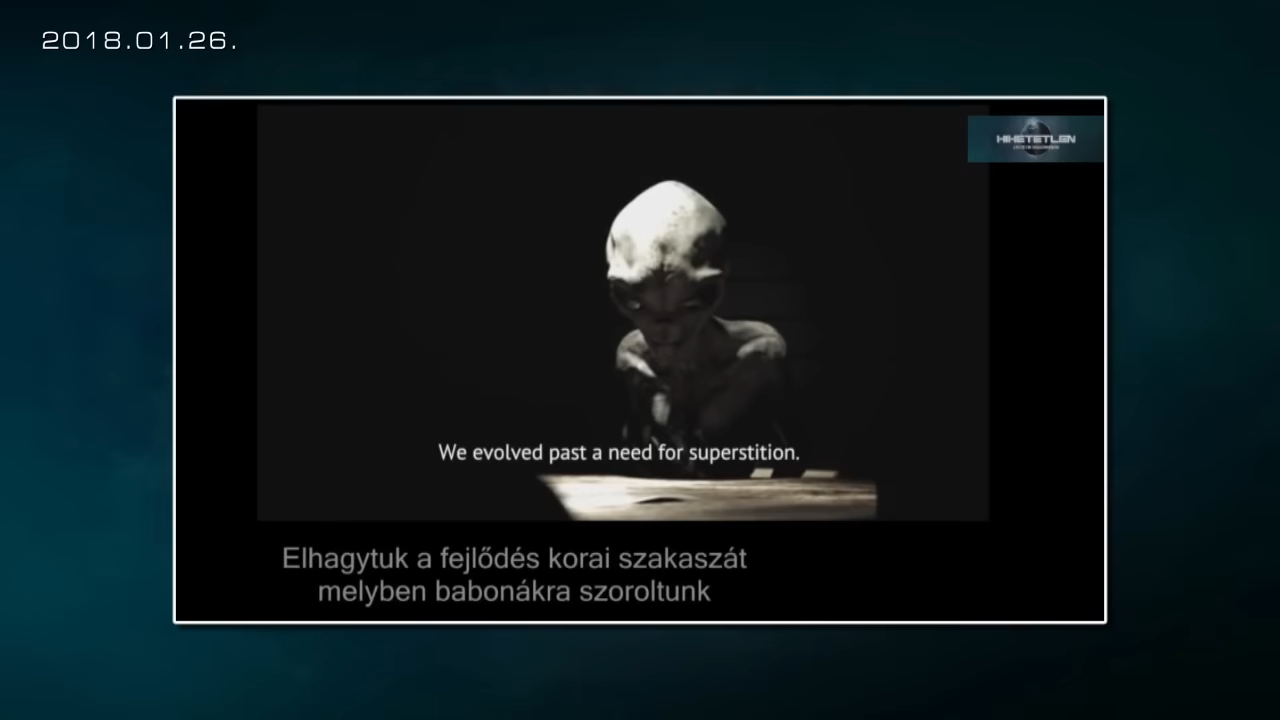 2018.01.26.
HIHETETLEN
We evolved past a need for superstition.
Elhagytuk a fejlődés korai szakaszát
melyben babonákra szoroltunk